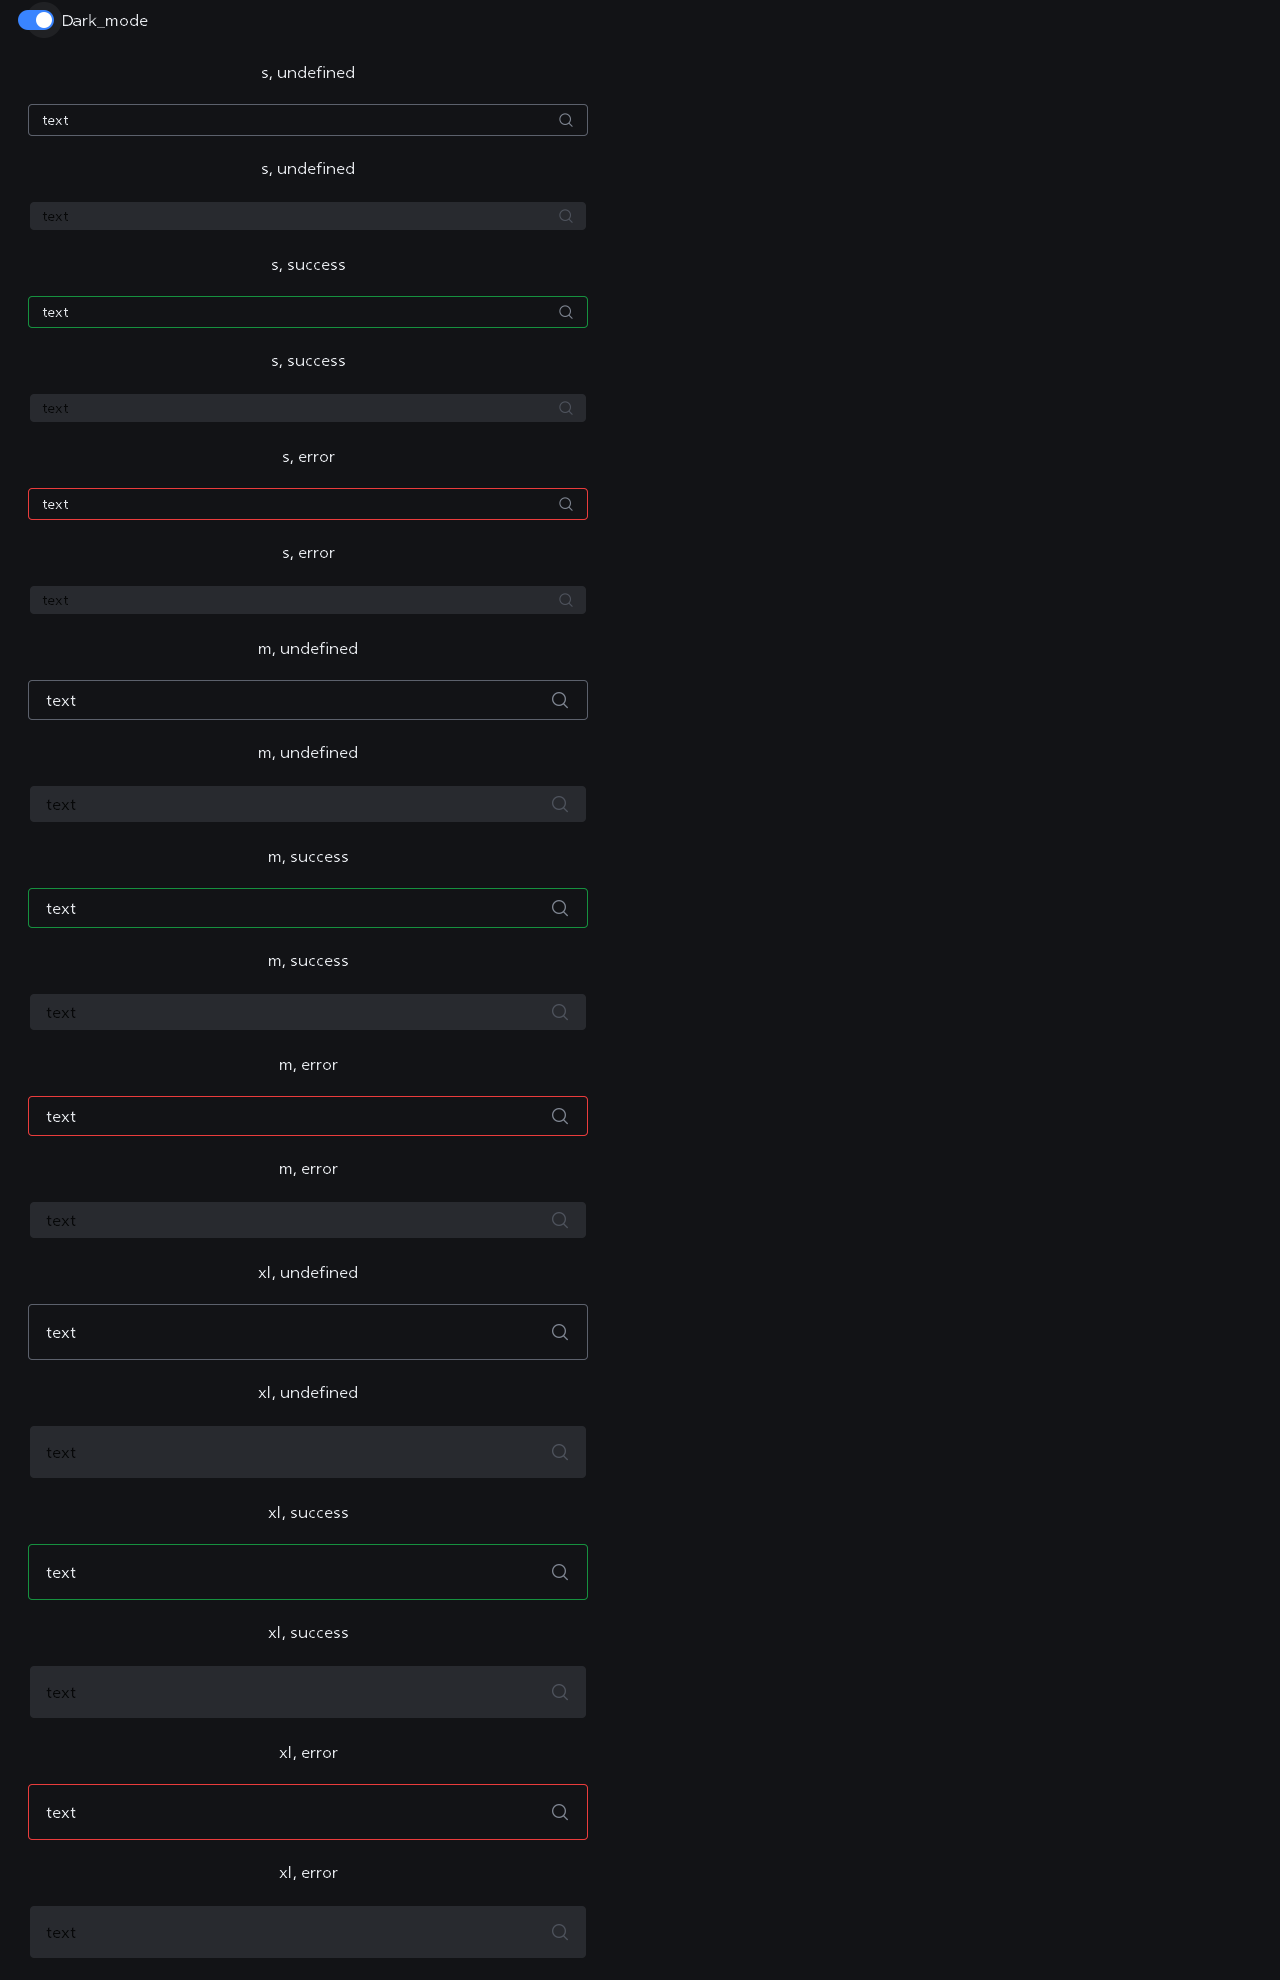 Dark_mode
s, undefined
text
s, undefined
text
s, success
text
s, success
text
s, error
text
s, error
text
m, undefined
text
m, undefined
text
m, success
text
m, success
text
m, error
text
m, error
text
xl, undefined
text
xl, undefined
text
xl, success
text
xl, success
text
xl, error
text
xl, error
text